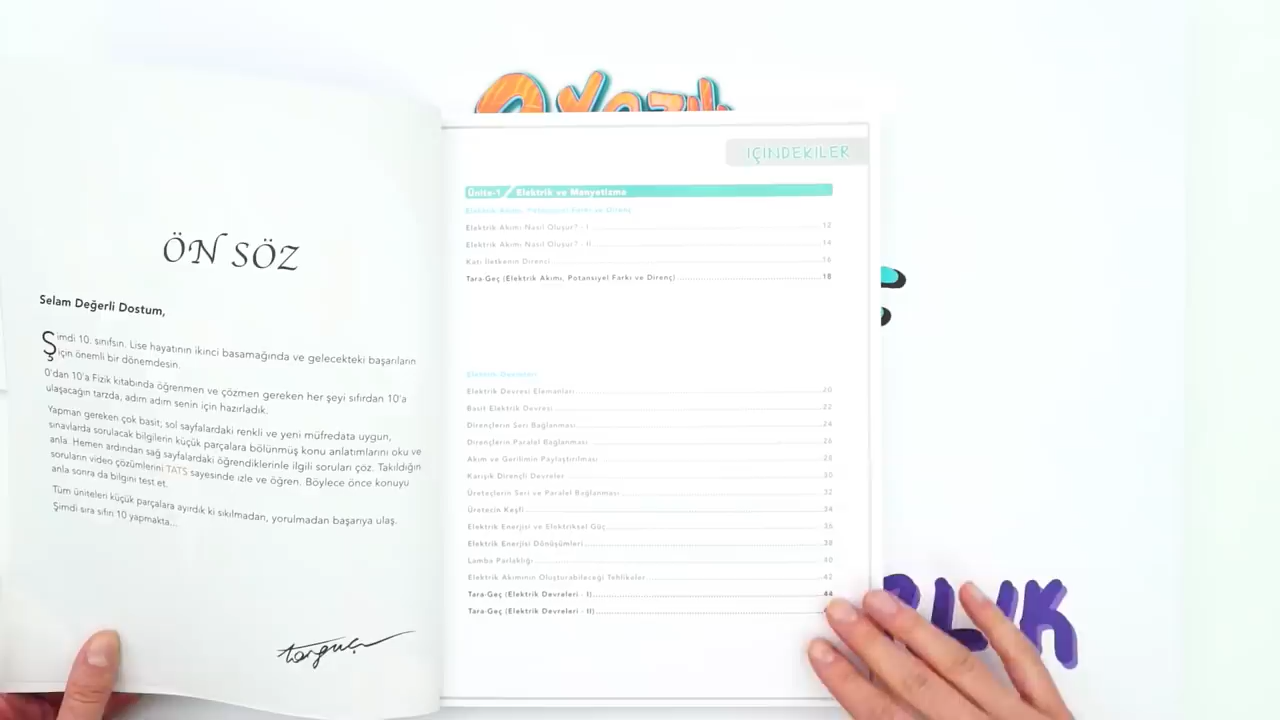 ÖN SÖZ
Selam Değerli Dostum,
Şimdi 10. sınıfsın. Lise hayatının ikinci basamağında ve gelecekteki başarıların
için önemli bir dönemdesin.
0'dan 10'a Fizik kitabında öğrenmen ve çözmen gereken her şeyi sıfırdan 10'a
ulaşacağın tarzda, adım adım senin için hazırladık.
Yapman gereken çok basit; sol sayfalardaki renkli ve yeni müfredata uygun,
sınavlarda sorulacak bilgilerin küçük parçalara bölünmüş konu anlatımlarını oku ve
anla. Hemen ardından sağ sayfalardaki öğrendiklerinle ilgili soruları çöz. Takıldığın
soruların video çözümlerini TATS sayesinde izle ve öğren. Böylece önce konuyu
anla sonra da bilgini test et.
Tüm üniteleri küçük parçalara ayırdık ki sıkılmadan, yorulmadan başarıya ulaş.
Şimdi sıra sıfırı 10 yapmakta...
İÇİNDEKİLER
Ünite-1 / Elektrik ve Manyetizma
Elektrik Akımı, Potansiyel Farkı ve Direnç
Elektrik Akımı Nasıl Oluşur? - I 12
Elektrik Akımı Nasıl Oluşur? - II 14
Katı İletkenin Direnci 16
Tara-Geç (Elektrik Akımı, Potansiyel Farkı ve Direnç) 18
Elektrik Devreleri
Elektrik Devresi Elemanları 20
Basit Elektrik Devresi 22
Dirençlerin Seri Bağlanması 24
Dirençlerin Paralel Bağlanması 26
Akım ve Gerilimin Paylaştırılması 28
Karışık Dirençli Devreler 30
Üreteçlerin Seri ve Paralel Bağlanması 32
Üretecin Keşfi 34
Elektrik Enerjisi ve Elektriksel Güç 36
Elektrik Enerjisi Dönüşümleri 38
Lamba Parlaklığı 40
Elektrik Akımının Oluşturabileceği Tehlikeler 42
Tara-Geç (Elektrik Devreleri - I) 44
Tara-Geç (Elektrik Devreleri - II)